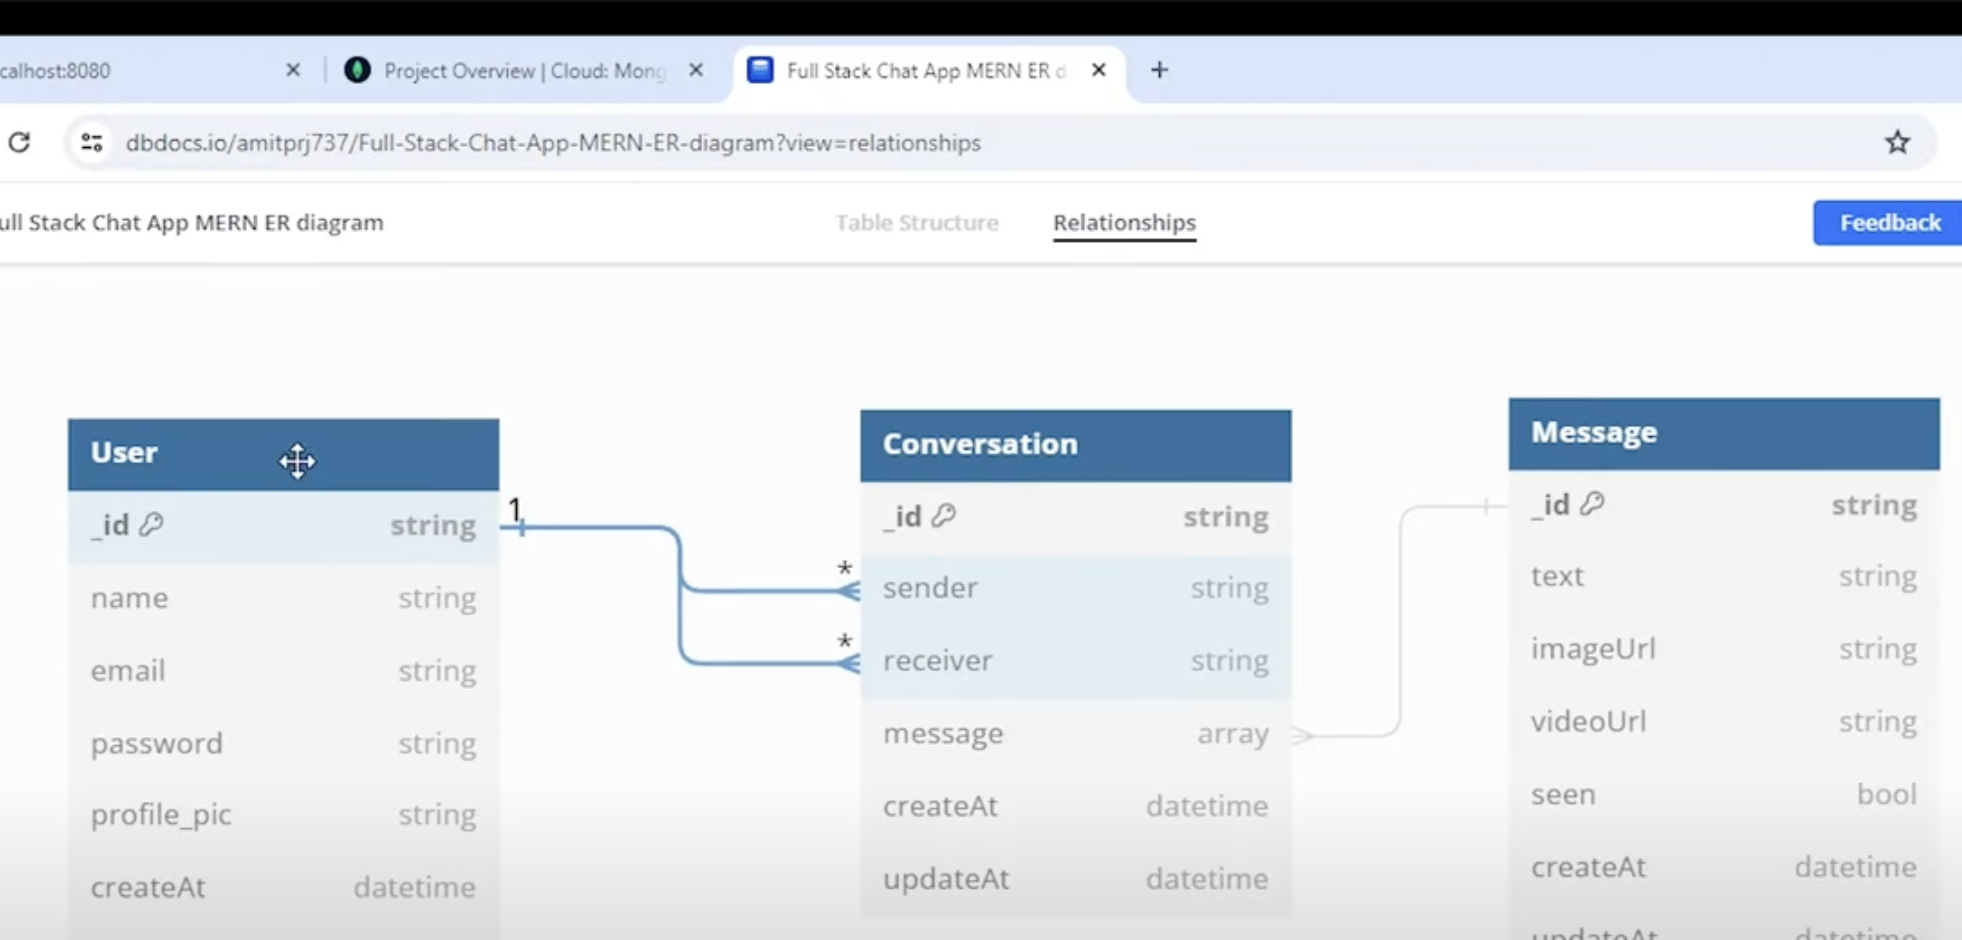 calhost:8080
Project Overview | Cloud: Mong
Full Stack Chat App MERN ER d
dbdocs.io/amitprj737/Full-Stack-Chat-App-MERN-ER-diagram?view=relationships
ull Stack Chat App MERN ER diagram
Table Structure
Relationships
Feedback
User
_id string
name string
email string
password string
profile_pic string
createAt datetime
1
*
*
Conversation
_id string
sender string
receiver string
message array
createAt datetime
updateAt datetime
Message
_id string
text string
imageUrl string
videoUrl string
seen bool
createAt datetime
updateAt datetime